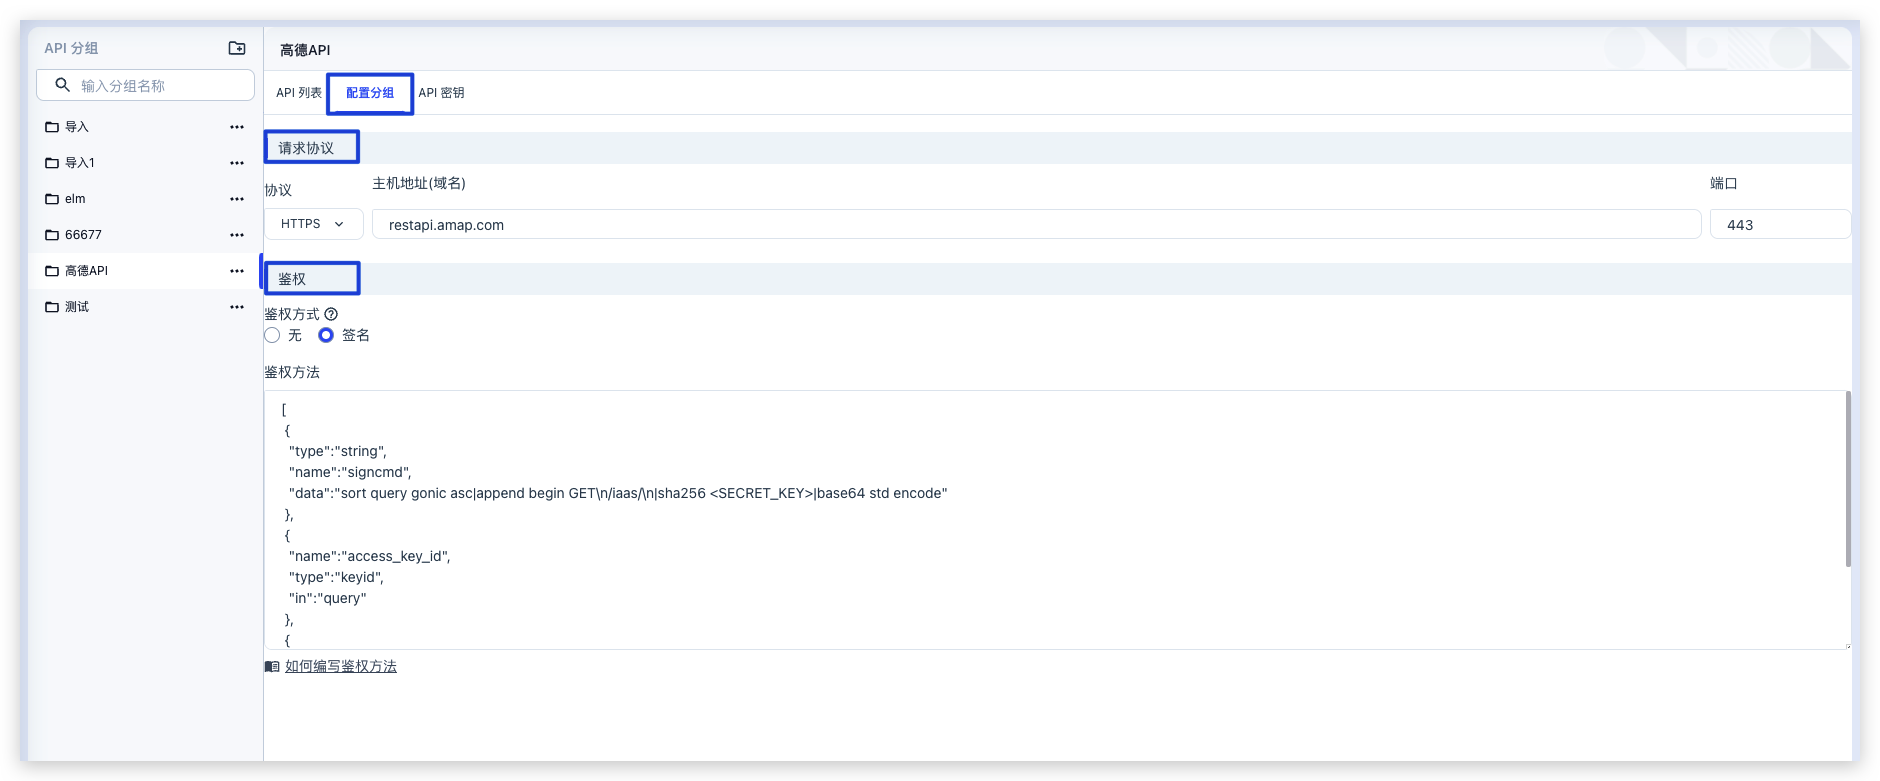 API 分组
输入分组名称
导入
导入1
elm
66677
高德API
测试
高德API
API 列表
配置分组
API 密钥
请求协议
协议
主机地址(域名)
端口
HTTPS
restapi.amap.com
443
鉴权
鉴权方式
无
签名
鉴权方法
[
{
"type":"string",
"name":"signcmd",
"data":"sort query gonic asc|append begin GET\n/iaas/\n|sha256 <SECRET_KEY>|base64 std encode"
},
{
"name":"access_key_id",
"type":"keyid",
"in":"query"
},
{
如何编写鉴权方法